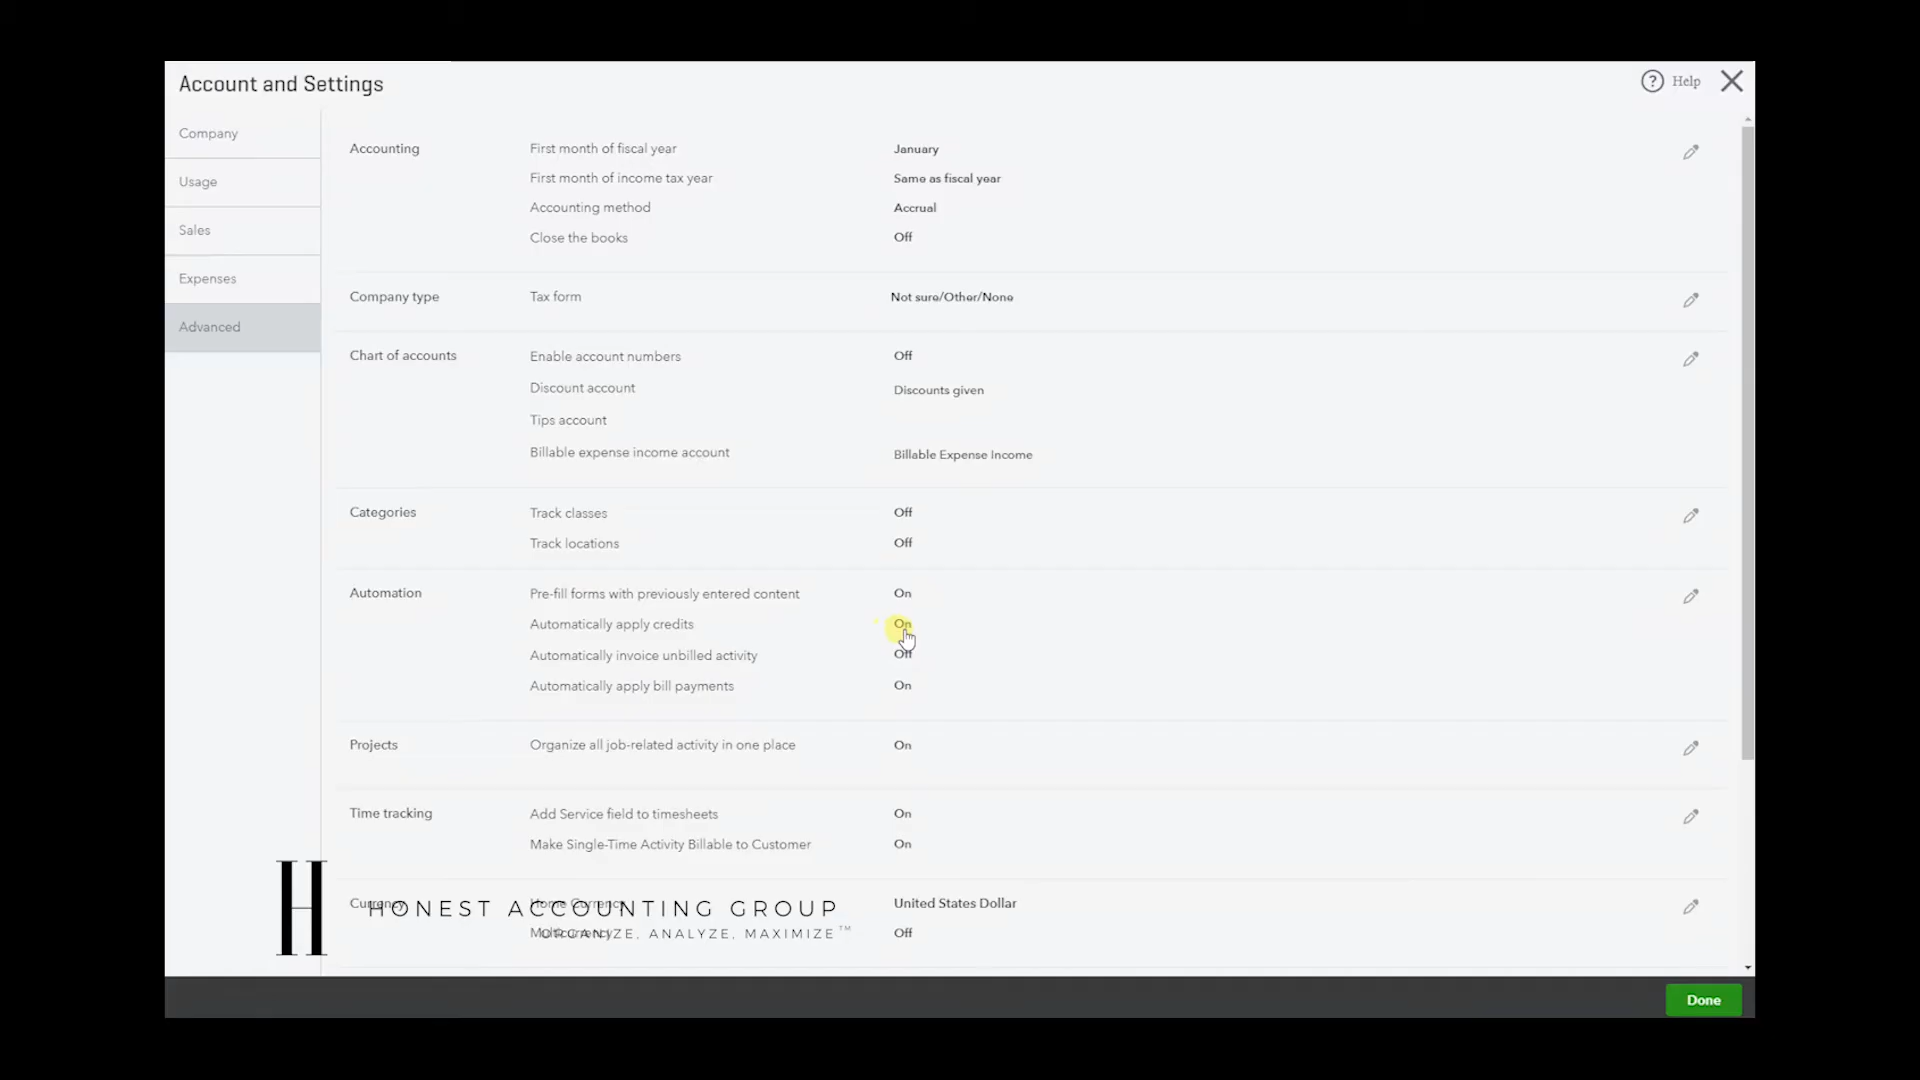 Account and Settings
? Help
Company
Usage
Sales
Expenses
Advanced
Accounting
First month of fiscal year January
First month of income tax year Same as fiscal year
Accounting method Accrual
Close the books Off
Company type
Tax form Not sure/Other/None
Chart of accounts
Enable account numbers Off
Discount account Discounts given
Tips account
Billable expense income account Billable Expense Income
Categories
Track classes Off
Track locations Off
Automation
Pre-fill forms with previously entered content On
Automatically apply credits On
Automatically invoice unbilled activity Off
Automatically apply bill payments On
Projects
Organize all job-related activity in one place On
Time tracking
Add Service field to timesheets On
Make Single-Time Activity Billable to Customer On
Currency
Home Currency United States Dollar
Multicurrency Off
H
HONEST ACCOUNTING GROUP
ORGANIZE, ANALYZE, MAXIMIZE™
Done